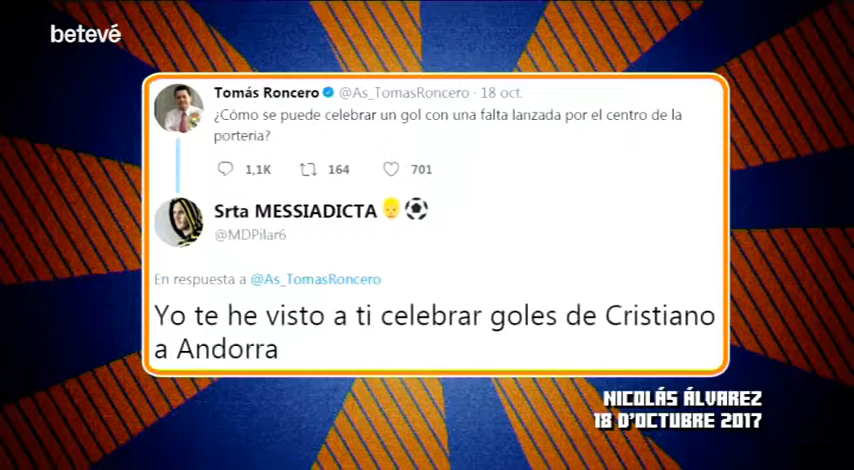 betevé
Tomás Roncero @As_TomasRoncero · 18 oct.
¿Cómo se puede celebrar un gol con una falta lanzada por el centro de la
portería?
1,1K 164 701
Srta MESSIADICTA
@MDPilar6
En respuesta a @As_TomasRoncero
Yo te he visto a ti celebrar goles de Cristiano
a Andorra
NICOLÁS ÁLVAREZ
18 D'OCTUBRE 2017